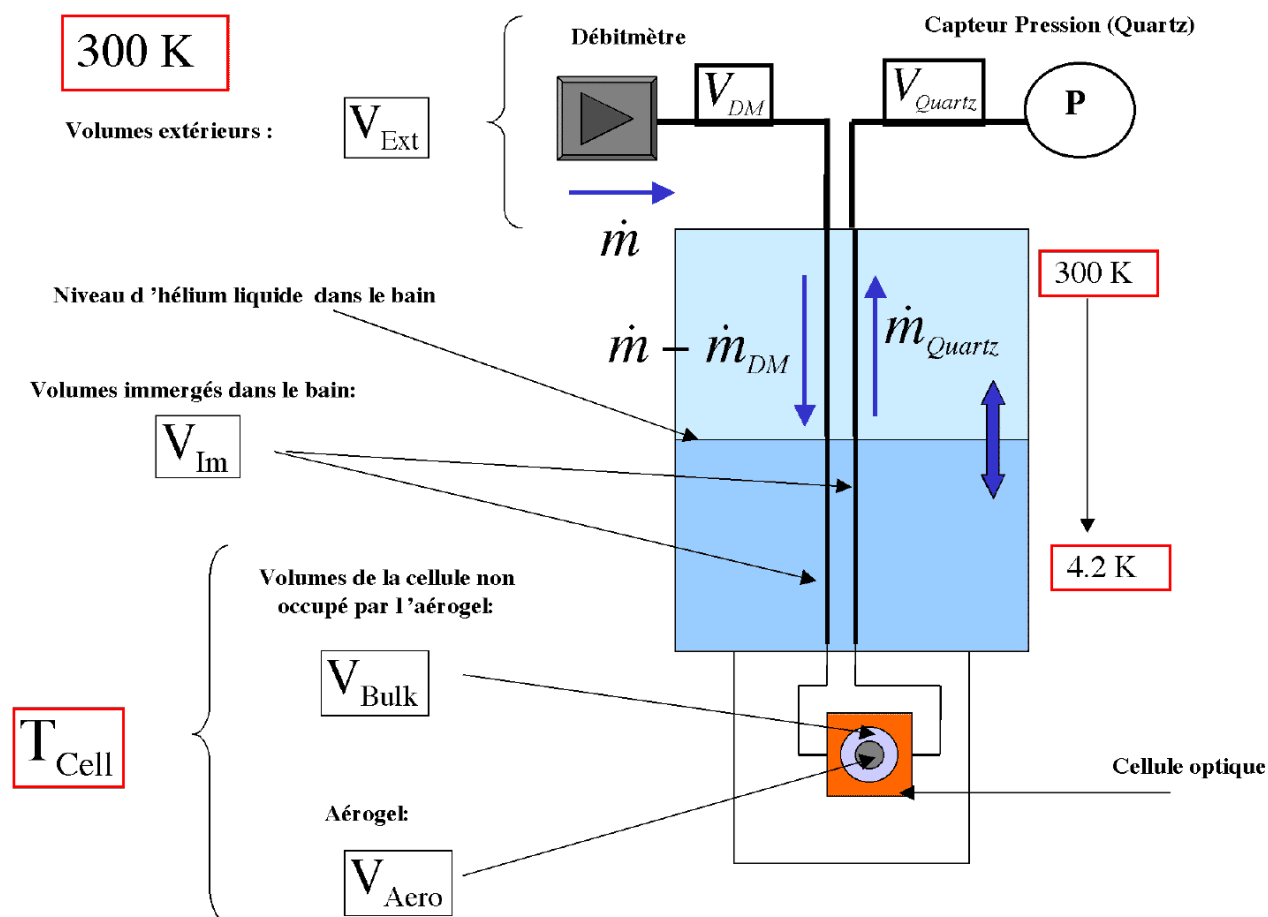 300 K
Débitmètre
Capteur Pression (Quartz)
V_DM
V_Quartz
P
Volumes extérieurs :
V_Ext
ṁ
300 K
Niveau d 'hélium liquide dans le bain
ṁ - ṁ_DM
ṁ_Quartz
Volumes immergés dans le bain:
V_Im
4.2 K
Volumes de la cellule non
occupé par l 'aérogel:
V_Bulk
T_Cell
Cellule optique
Aérogel:
V_Aero